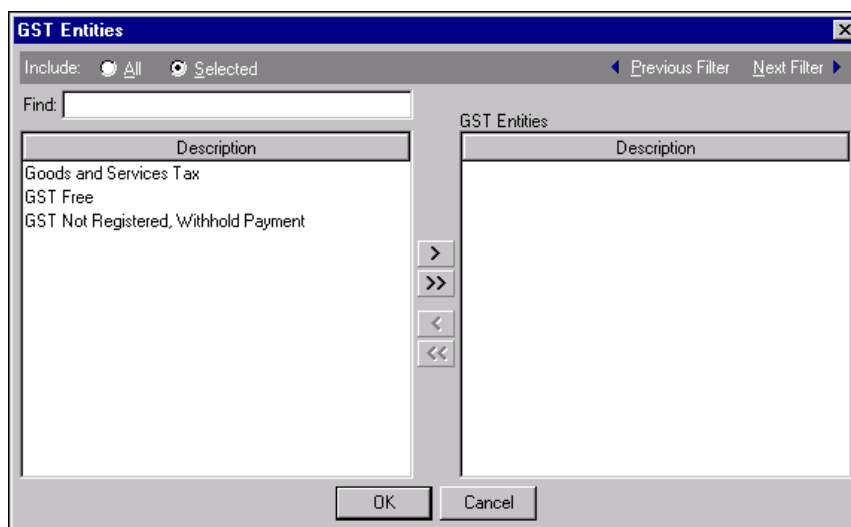 GST Entities
Include: All Selected Previous Filter Next Filter
Find:
GST Entities
Description
Description
Goods and Services Tax
GST Free
GST Not Registered, Withhold Payment
>
>>
<
<<
OK Cancel